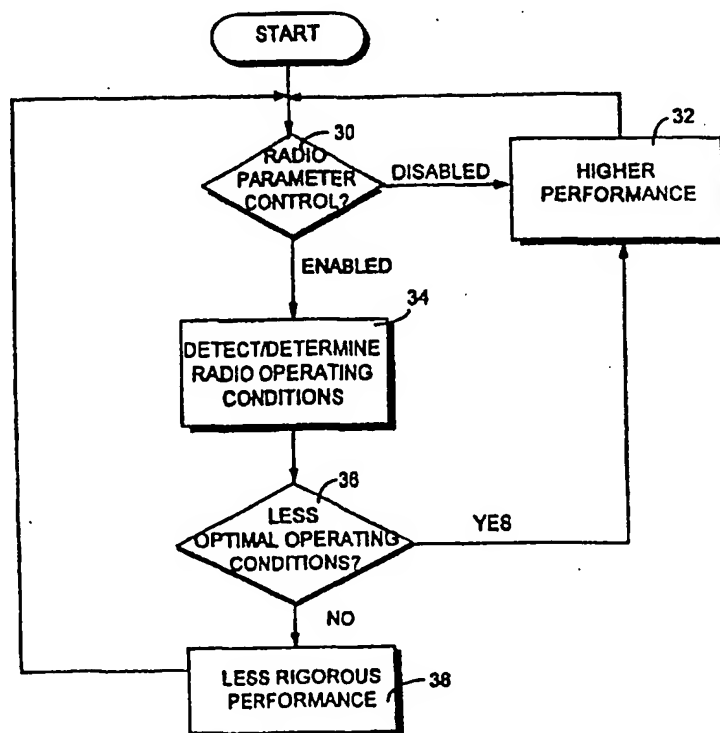 START
30
RADIO
PARAMETER
CONTROL?
DISABLED
32
HIGHER
PERFORMANCE
ENABLED
34
DETECT/DETERMINE
RADIO OPERATING
CONDITIONS
36
LESS
OPTIMAL OPERATING
CONDITIONS?
YES
NO
LESS RIGOROUS
PERFORMANCE
38